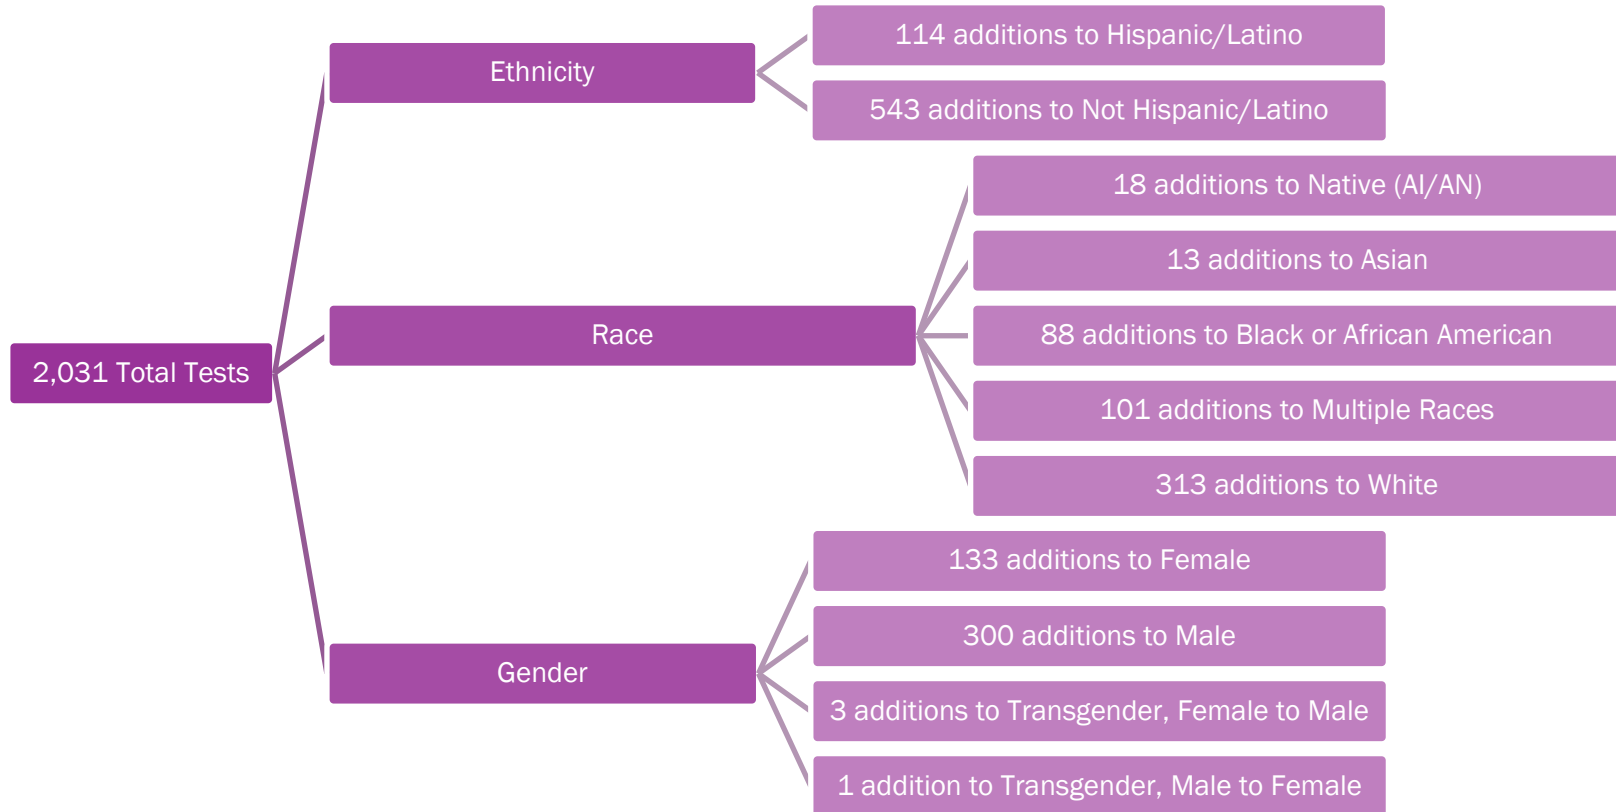 2,031 Total Tests
Ethnicity
114 additions to Hispanic/Latino
543 additions to Not Hispanic/Latino
Race
18 additions to Native (AI/AN)
13 additions to Asian
88 additions to Black or African American
101 additions to Multiple Races
313 additions to White
Gender
133 additions to Female
300 additions to Male
3 additions to Transgender, Female to Male
1 addition to Transgender, Male to Female